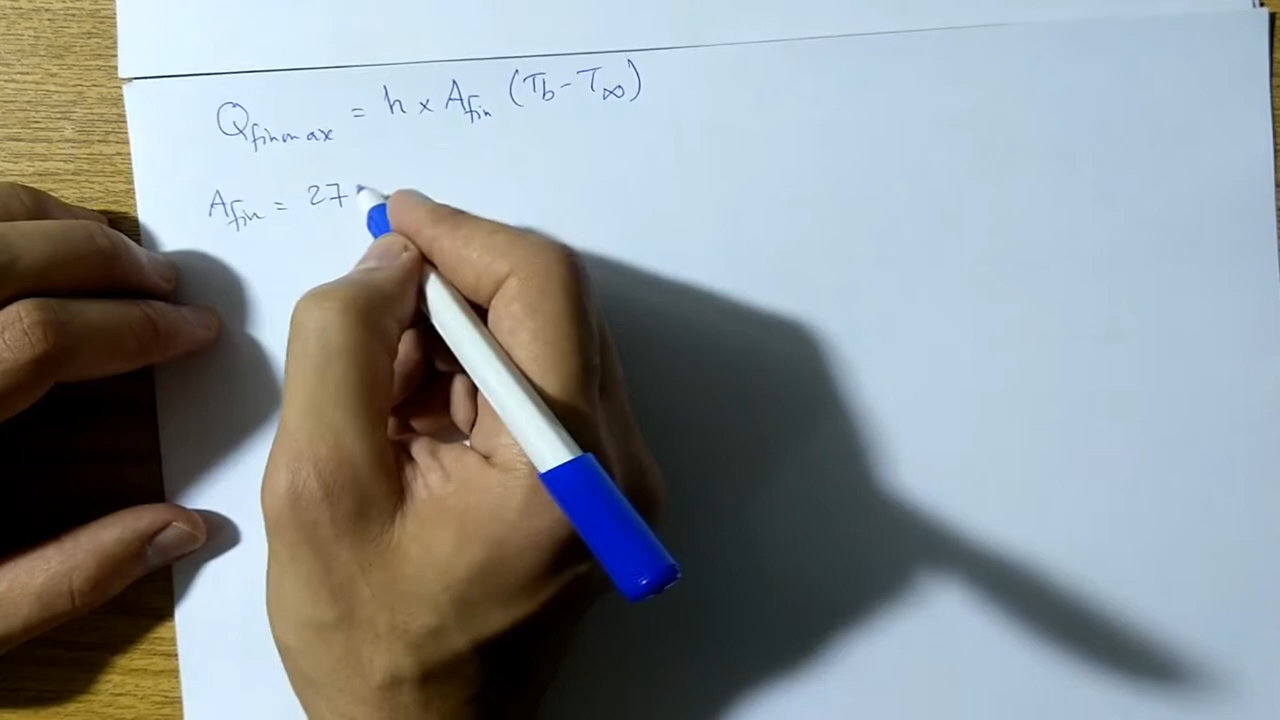 Qfinmax = h x Afin (Tb - T∞)
Afin = 27